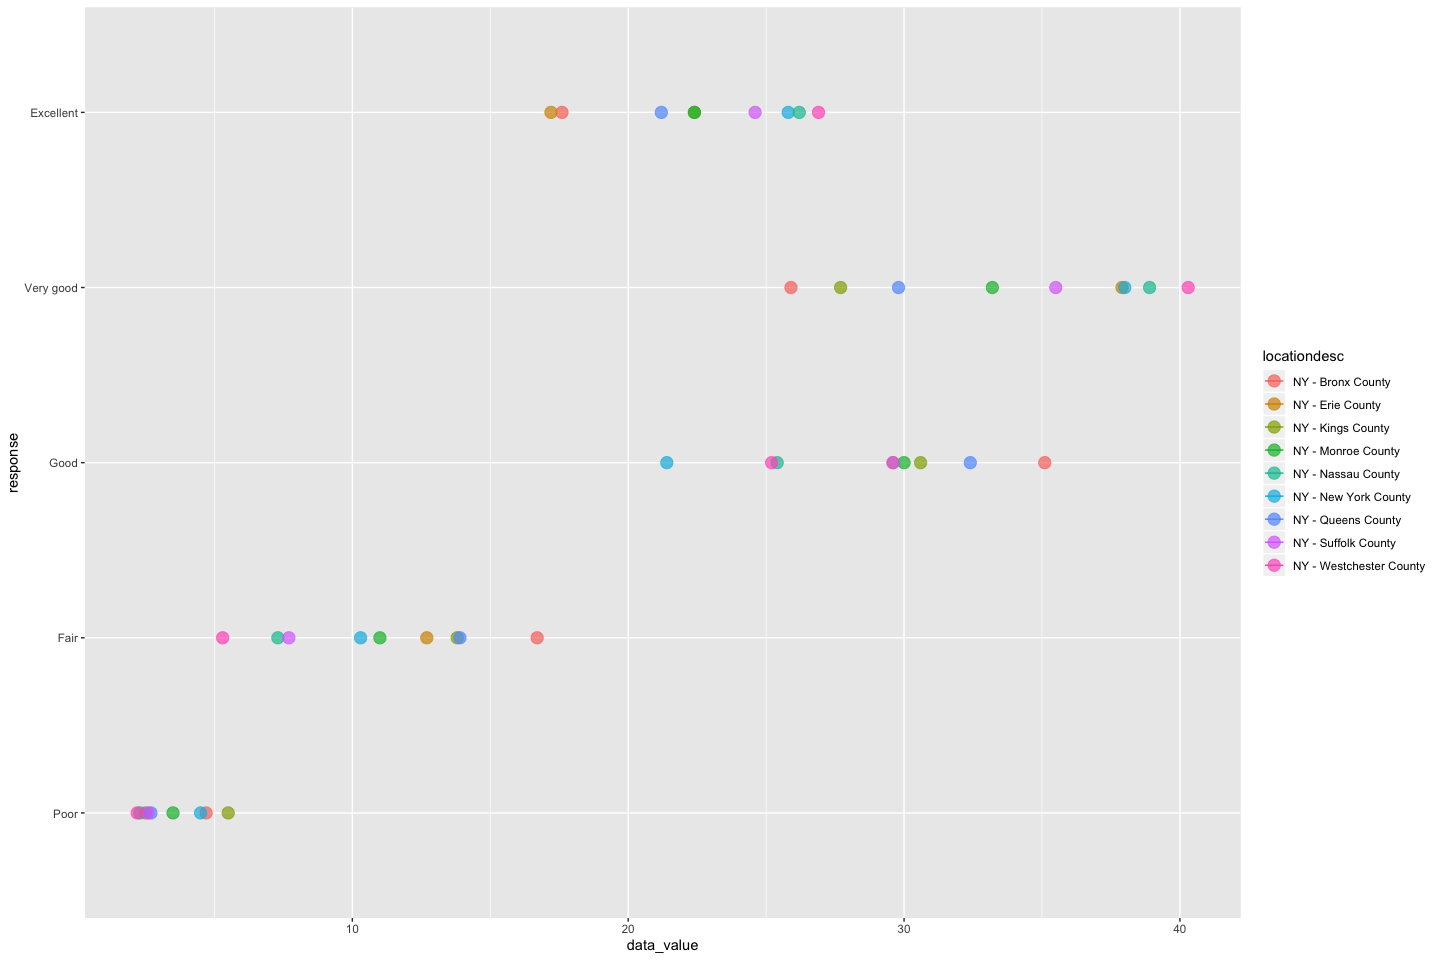 Excellent
Very good
Good
Fair
Poor
response
10
20
30
40
data_value
locationdesc
NY - Bronx County
NY - Erie County
NY - Kings County
NY - Monroe County
NY - Nassau County
NY - New York County
NY - Queens County
NY - Suffolk County
NY - Westchester County